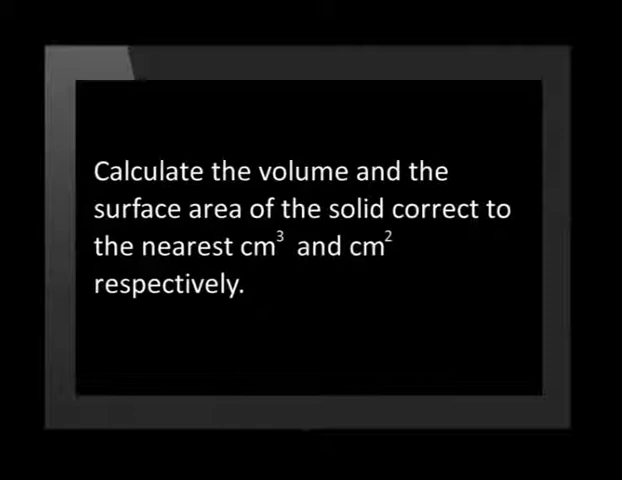 Calculate the volume and the
surface area of the solid correct to
the nearest cm³ and cm²
respectively.